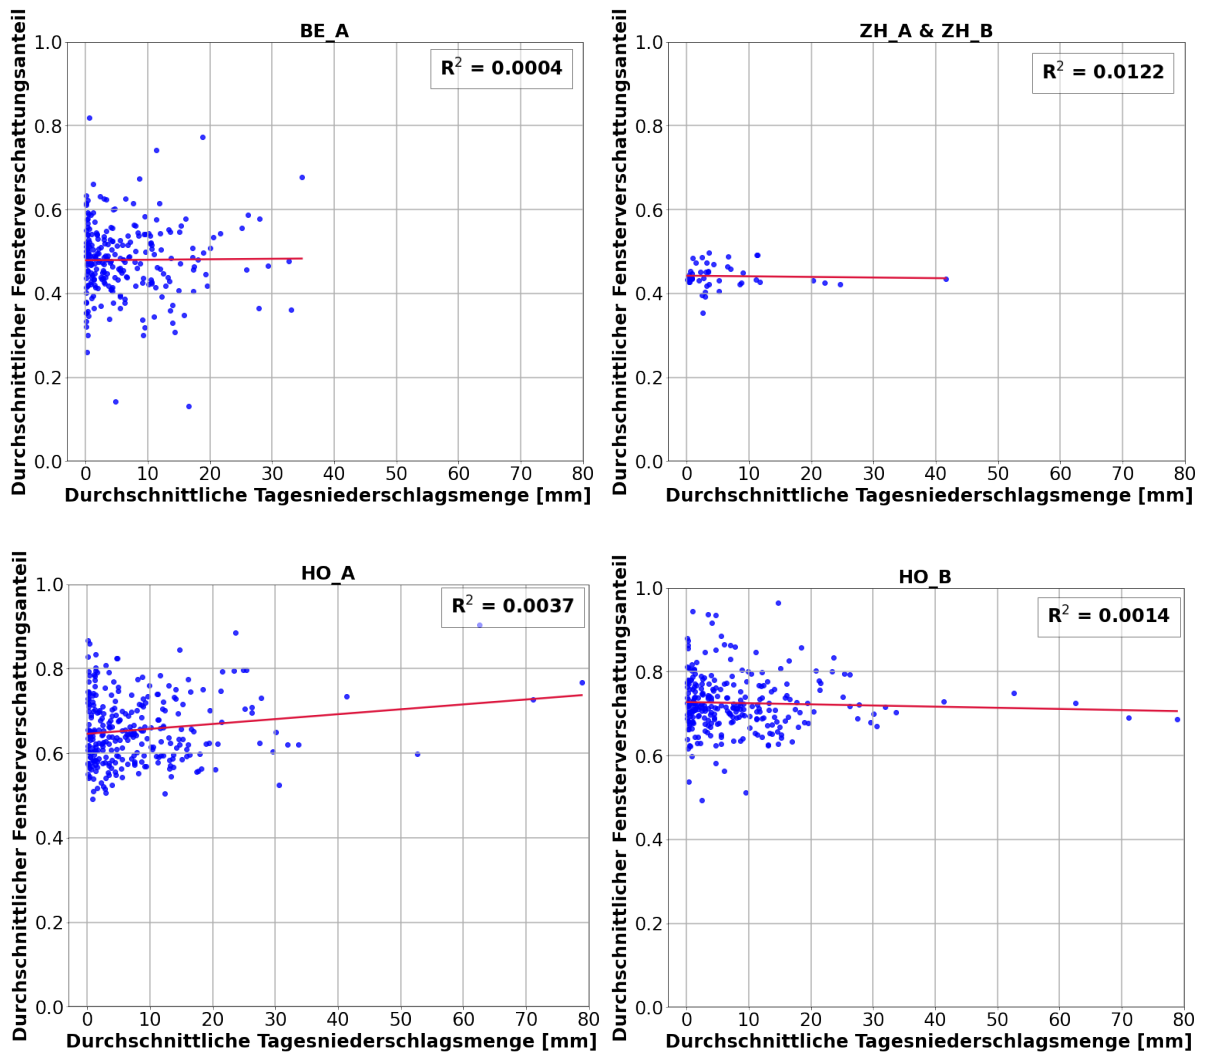 BE_A
R² = 0.0004
Durchschnittlicher Fensterverschattungsanteil
1.0
0.8
0.6
0.4
0.2
0.0
0 10 20 30 40 50 60 70 80
Durchschnittliche Tagesniederschlagsmenge [mm]
ZH_A & ZH_B
R² = 0.0122
Durchschnittlicher Fensterverschattungsanteil
1.0
0.8
0.6
0.4
0.2
0.0
0 10 20 30 40 50 60 70 80
Durchschnittliche Tagesniederschlagsmenge [mm]
HO_A
R² = 0.0037
Durchschnittlicher Fensterverschattungsanteil
1.0
0.8
0.6
0.4
0.2
0.0
0 10 20 30 40 50 60 70 80
Durchschnittliche Tagesniederschlagsmenge [mm]
HO_B
R² = 0.0014
Durchschnittlicher Fensterverschattungsanteil
1.0
0.8
0.6
0.4
0.2
0.0
0 10 20 30 40 50 60 70 80
Durchschnittliche Tagesniederschlagsmenge [mm]